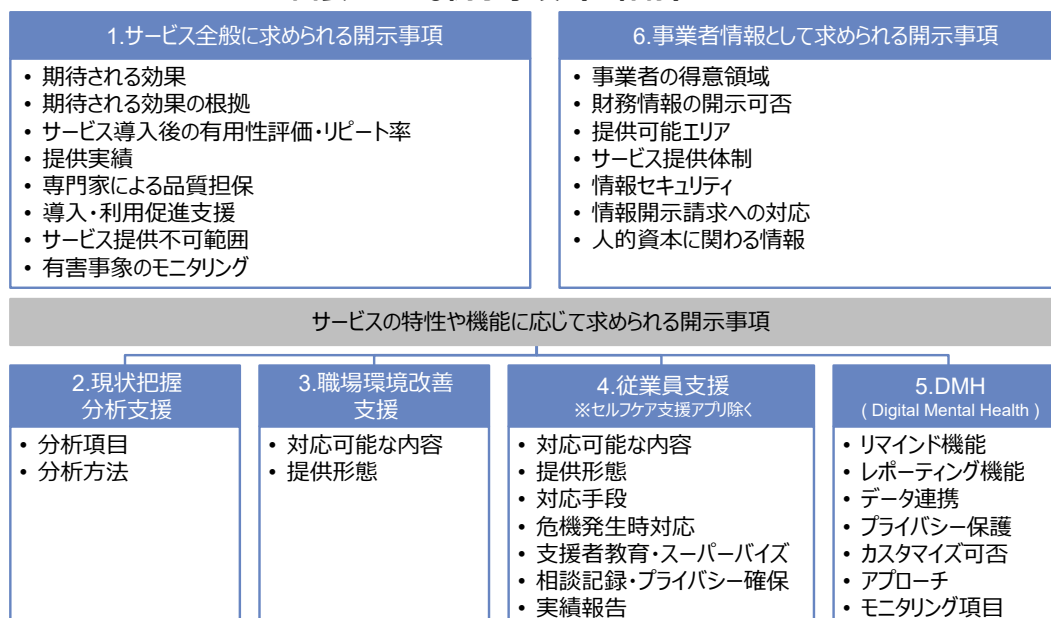 1.サービス全般に求められる開示事項
• 期待される効果
• 期待される効果の根拠
• サービス導入後の有用性評価・リピート率
• 提供実績
• 専門家による品質担保
• 導入・利用促進支援
• サービス提供不可範囲
• 有害事象のモニタリング
6.事業者情報として求められる開示事項
• 事業者の得意領域
• 財務情報の開示可否
• 提供可能エリア
• サービス提供体制
• 情報セキュリティ
• 情報開示請求への対応
• 人的資本に関わる情報
サービスの特性や機能に応じて求められる開示事項
2.現状把握
分析支援
• 分析項目
• 分析方法
3.職場環境改善
支援
• 対応可能な内容
• 提供形態
4.従業員支援
※セルフケア支援アプリ除く
• 対応可能な内容
• 提供形態
• 対応手段
• 危機発生時対応
• 支援者教育・スーパーバイズ
• 相談記録・プライバシー確保
• 実績報告
5.DMH
( Digital Mental Health )
• リマインド機能
• レポーティング機能
• データ連携
• プライバシー保護
• カスタマイズ可否
• アプローチ
• モニタリング項目